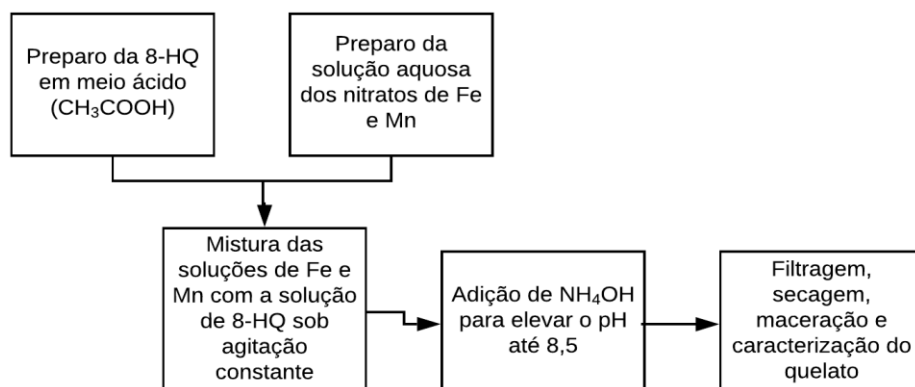 Preparo da 8-HQ
em meio ácido
(CH₃COOH)
Preparo da
solução aquosa
dos nitratos de Fe
e Mn
Mistura das
soluções de Fe e
Mn com a solução
de 8-HQ sob
agitação
constante
Adição de NH₄OH
para elevar o pH
até 8,5
Filtragem,
secagem,
maceração e
caracterização do
quelato